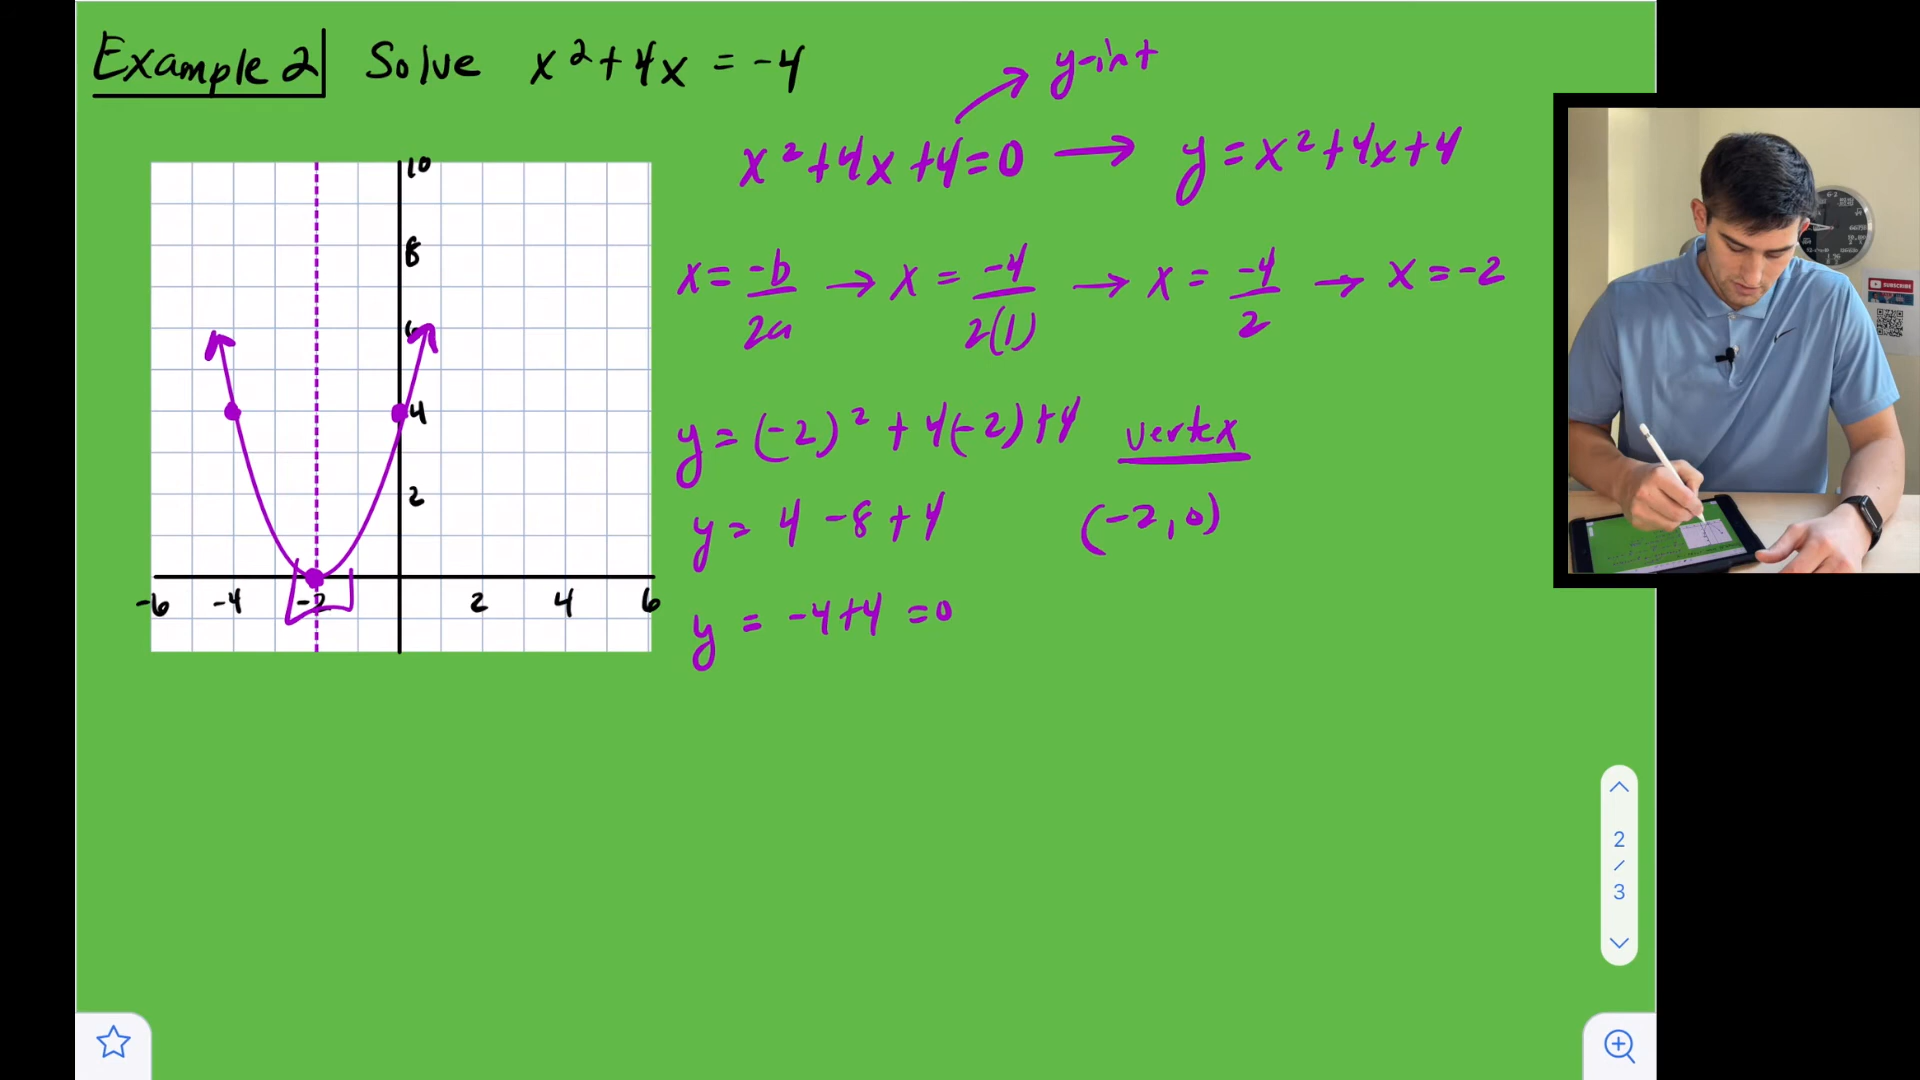 Example 2 Solve x²+4x = -4
y-int
x²+4x+4=0 → y=x²+4x+4
x = -b/2a → x = -4/2(1) → x = -4/2 → x = -2
y = (-2)² + 4(-2)+4 vertex
y = 4 -8+4 (-2,0)
y = -4+4 =0
10
8
6
4
2
-6 -4 -2 2 4 6
SUBSCRIBE
2
/
3